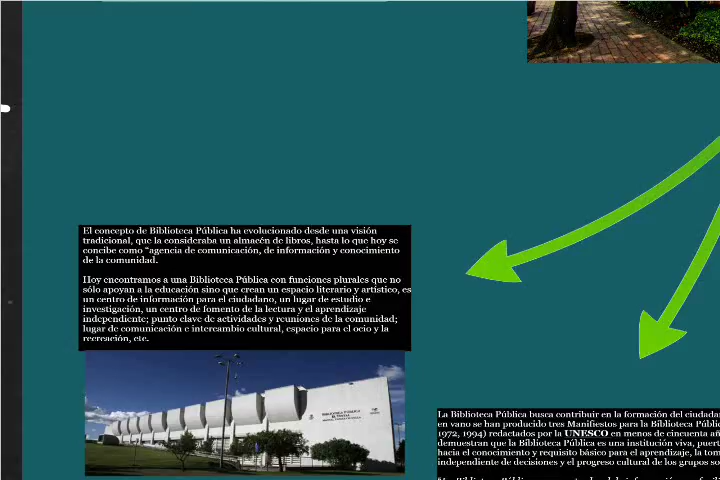 El concepto de Biblioteca Pública ha evolucionado desde una visión
tradicional, que la consideraba un almacén de libros, hasta lo que hoy se
concibe como “agencia de comunicación, de información y conocimiento
de la comunidad.
Hoy encontramos a una Biblioteca Pública con funciones plurales que no
sólo apoyan a la educación sino que crean un espacio literario y artístico, es
un centro de información para el ciudadano, un lugar de estudio e
investigación, un centro de fomento de la lectura y el aprendizaje
independiente; punto clave de actividades y reuniones de la comunidad;
lugar de comunicación e intercambio cultural, espacio para el ocio y la
recreación, etc.
BIBLIOTECA PÚBLICA
La Biblioteca Pública busca contribuir en la formación del ciudadan
en vano se han producido tres Manifiestos para la Biblioteca Públic
1972, 1994) redactados por la UNESCO en menos de cincuenta añ
demuestran que la Biblioteca Pública es una institución viva, puert
hacia el conocimiento y requisito básico para el aprendizaje, la tom
independiente de decisiones y el progreso cultural de los grupos so